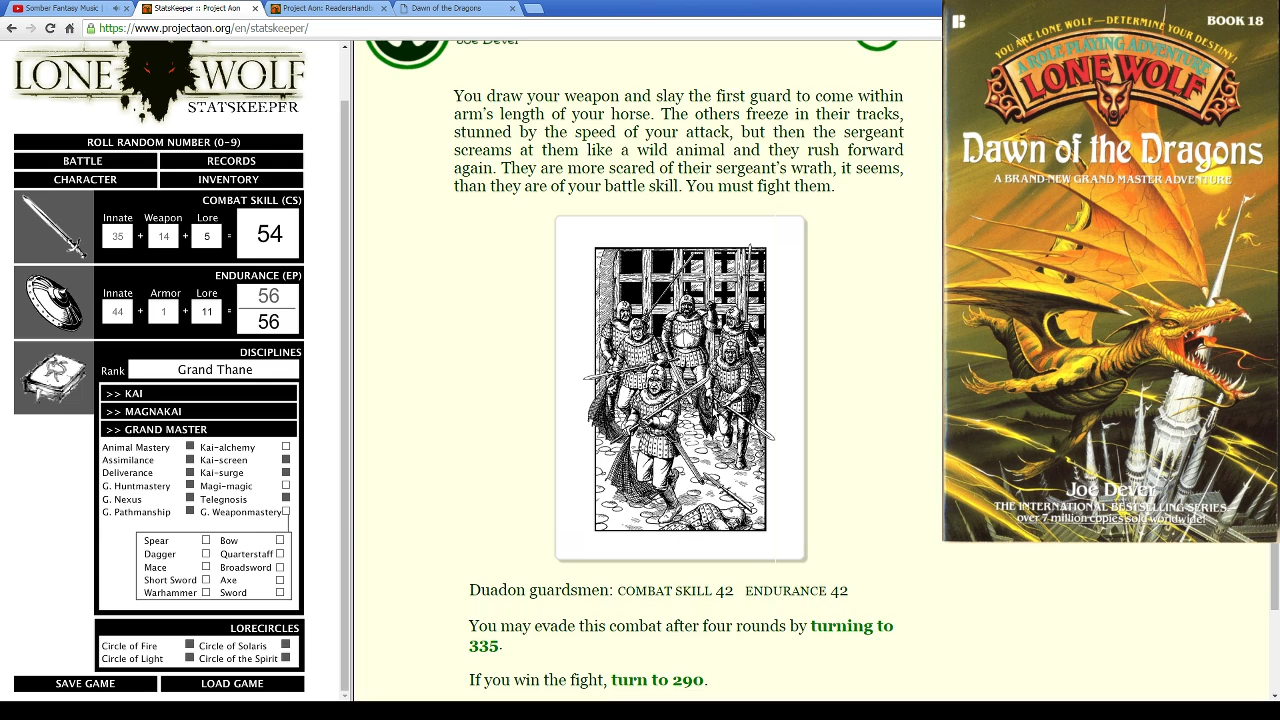 Somber Fantasy Music |
StatsKeeper :: Project Aon
Project Aon: ReadersHandb
Dawn of the Dragons
https://www.projectaon.org/en/statskeeper/
LONE WOLF
STATSKEEPER
ROLL RANDOM NUMBER (0-9)
BATTLE RECORDS
CHARACTER INVENTORY
COMBAT SKILL (CS)
Innate Weapon Lore
35 + 14 + 5 = 54
ENDURANCE (EP)
Innate Armor Lore 56
44 + 1 + 11 = 56
DISCIPLINES
Rank Grand Thane
>> KAI
>> MAGNAKAI
>> GRAND MASTER
Animal Mastery Kai-alchemy
Assimilance Kai-screen
Deliverance Kai-surge
G. Huntmastery Magi-magic
G. Nexus Telegnosis
G. Pathmanship G. Weaponmastery
Spear Bow
Dagger Quarterstaff
Mace Broadsword
Short Sword Axe
Warhammer Sword
LORECIRCLES
Circle of Fire Circle of Solaris
Circle of Light Circle of the Spirit
SAVE GAME LOAD GAME
Joe Dever
You draw your weapon and slay the first guard to come within
arm's length of your horse. The others freeze in their tracks,
stunned by the speed of your attack, but then the sergeant
screams at them like a wild animal and they rush forward
again. They are more scared of their sergeant's wrath, it seems,
than they are of your battle skill. You must fight them.
Duadon guardsmen: COMBAT SKILL 42 ENDURANCE 42
You may evade this combat after four rounds by turning to
335.
If you win the fight, turn to 290.
B
BOOK 18
YOU ARE LONE WOLF—DETERMINE YOUR DESTINY!
A ROLE PLAYING ADVENTURE
LONE WOLF
Dawn of the Dragons
A BRAND-NEW GRAND MASTER ADVENTURE
Joe Dever
THE INTERNATIONAL BESTSELLING SERIES—
over 7 million copies sold worldwide!